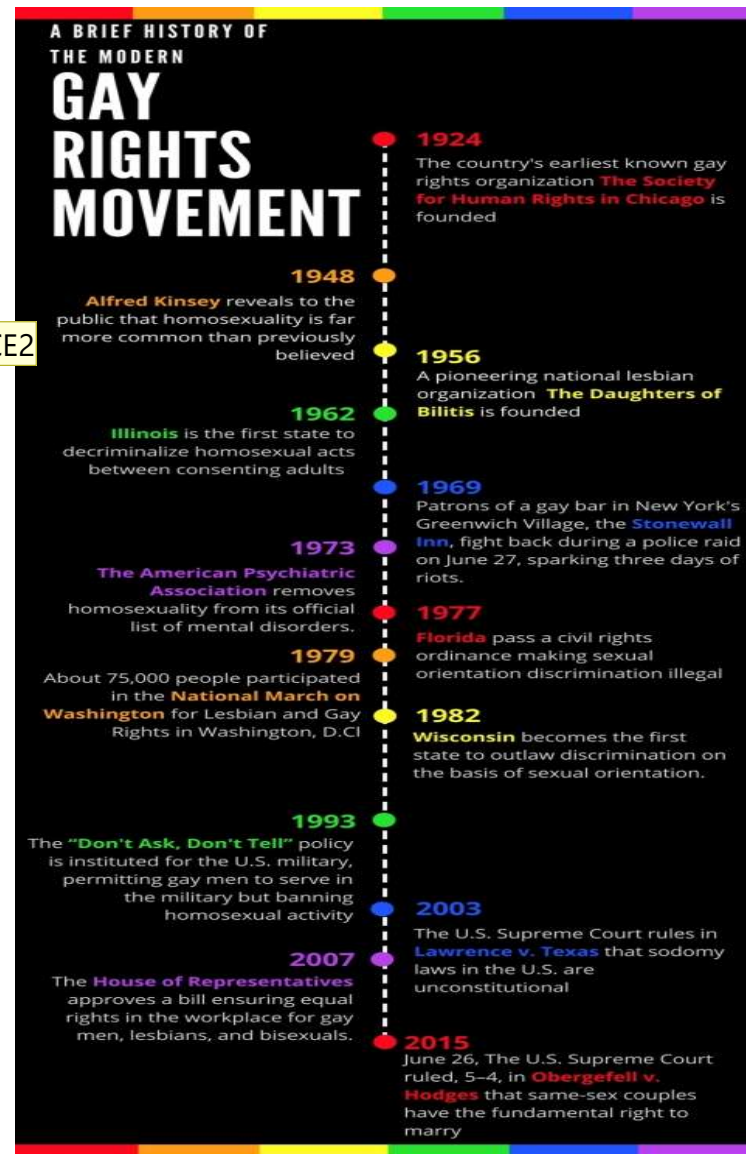 A BRIEF HISTORY OF
THE MODERN
GAY
RIGHTS
MOVEMENT
1924
The country's earliest known gay
rights organization The Society
for Human Rights in Chicago is
founded
1948
Alfred Kinsey reveals to the
public that homosexuality is far
more common than previously
believed
CE2
1956
A pioneering national lesbian
organization The Daughters of
Bilitis is founded
1962
Illinois is the first state to
decriminalize homosexual acts
between consenting adults
1969
Patrons of a gay bar in New York's
Greenwich Village, the Stonewall
Inn, fight back during a police raid
on June 27, sparking three days of
riots.
1973
The American Psychiatric
Association removes
homosexuality from its official
list of mental disorders.
1977
Florida pass a civil rights
ordinance making sexual
orientation discrimination illegal
1979
About 75,000 people participated
in the National March on
Washington for Lesbian and Gay
Rights in Washington, D.Cl
1982
Wisconsin becomes the first
state to outlaw discrimination on
the basis of sexual orientation.
1993
The “Don't Ask, Don't Tell” policy
is instituted for the U.S. military,
permitting gay men to serve in
the military but banning
homosexual activity
2003
The U.S. Supreme Court rules in
Lawrence v. Texas that sodomy
laws in the U.S. are
unconstitutional
2007
The House of Representatives
approves a bill ensuring equal
rights in the workplace for gay
men, lesbians, and bisexuals.
2015
June 26, The U.S. Supreme Court
ruled, 5–4, in Obergefell v.
Hodges that same-sex couples
have the fundamental right to
marry